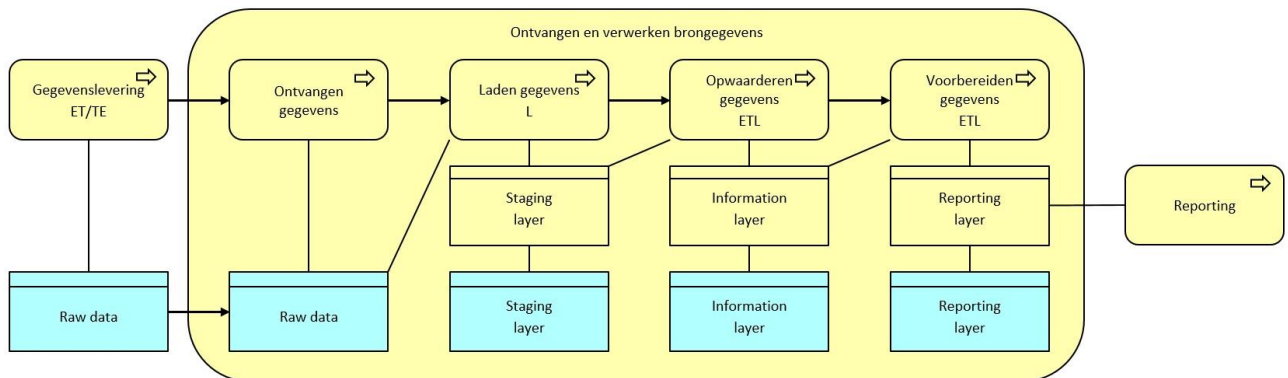 Ontvangen en verwerken brongegevens
Gegevenslevering
ET/TE
Ontvangen
gegevens
Laden gegevens
L
Opwaarderen
gegevens
ETL
Voorbereiden
gegevens
ETL
Staging
layer
Information
layer
Reporting
layer
Reporting
Raw data
Raw data
Staging
layer
Information
layer
Reporting
layer